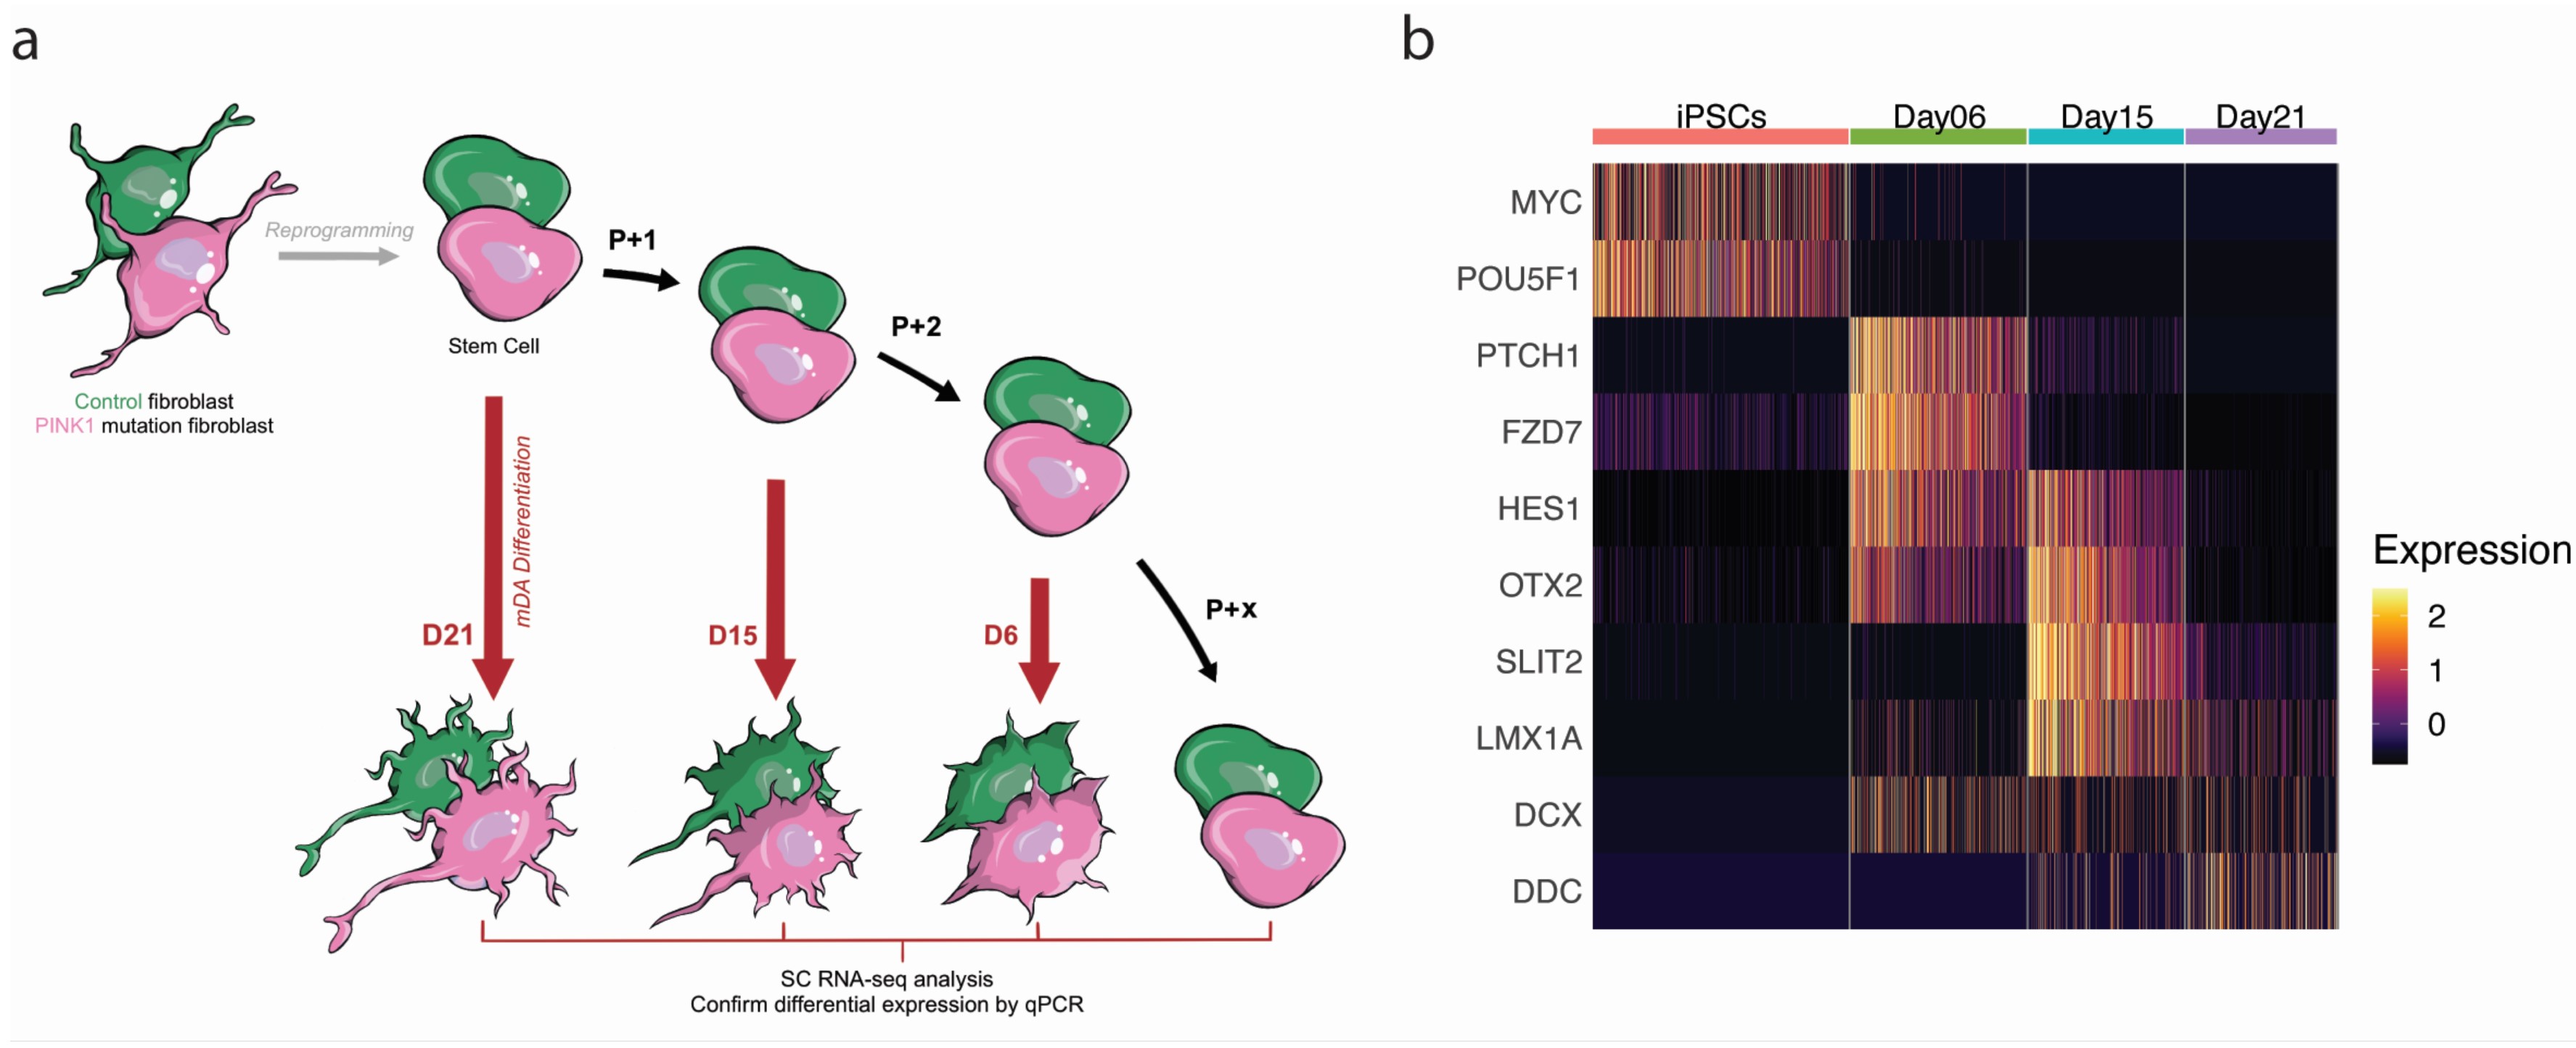 a
Reprogramming
P+1
Stem Cell
P+2
Control fibroblast
PINK1 mutation fibroblast
mDA Differentiation
P+x
D21
D15
D6
SC RNA-seq analysis
Confirm differential expression by qPCR
b
iPSCs Day06 Day15 Day21
MYC
POU5F1
PTCH1
FZD7
HES1
OTX2
SLIT2
LMX1A
DCX
DDC
Expression
2
1
0